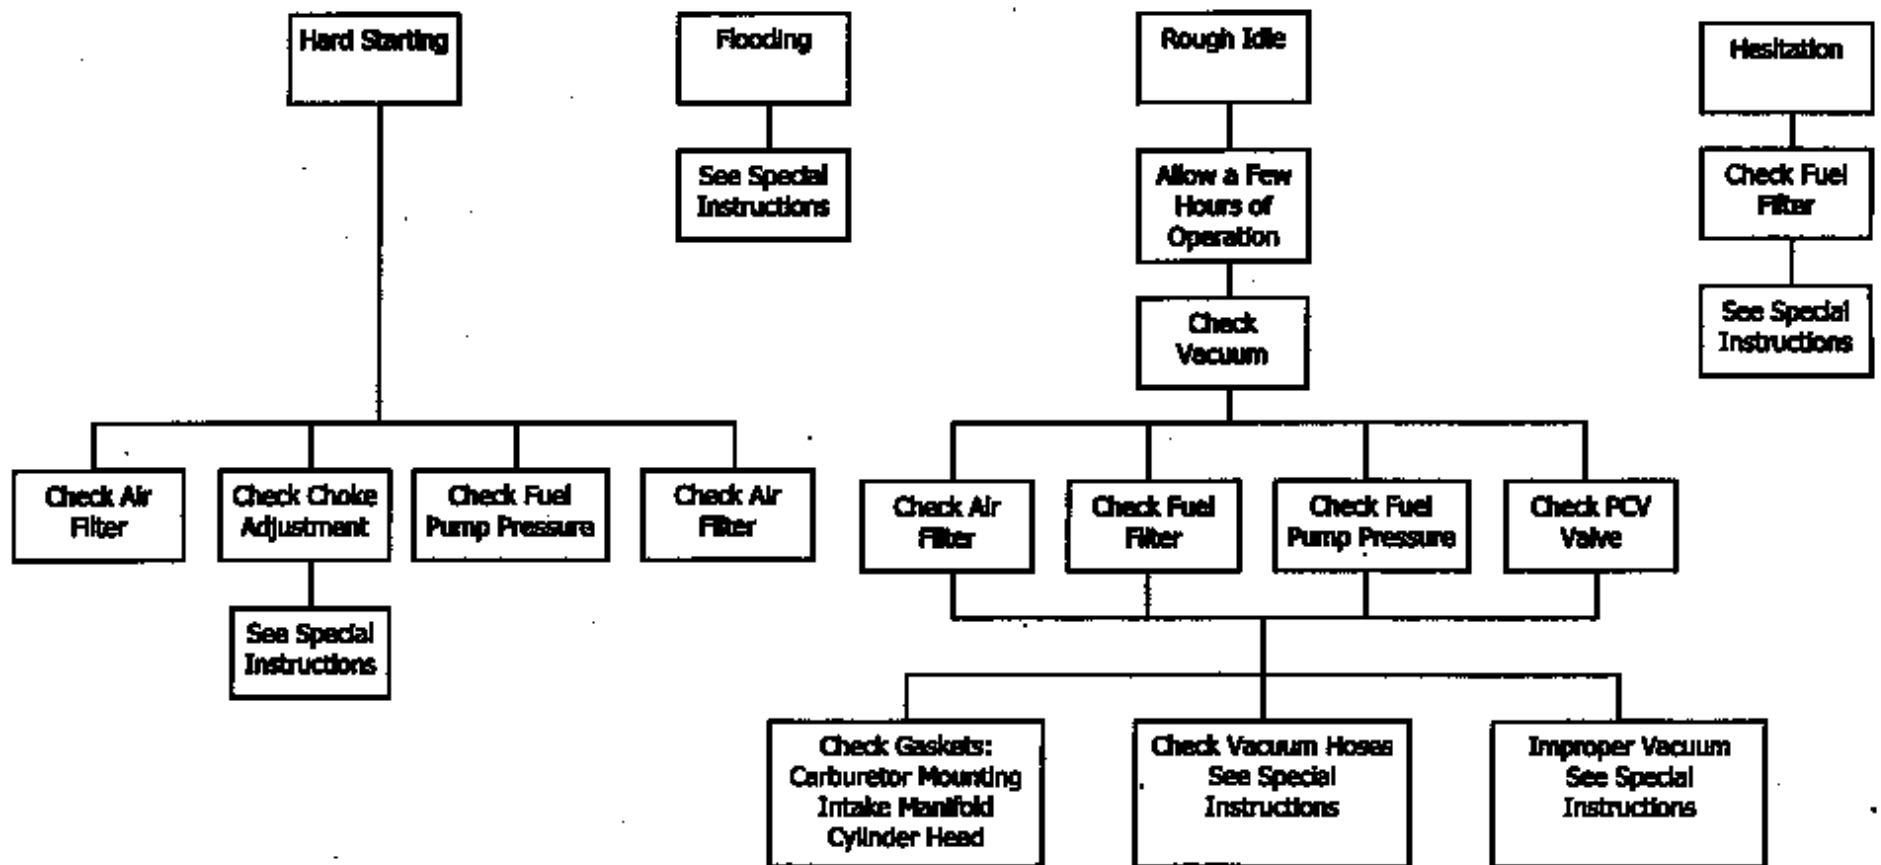 Hard Starting
Flooding
Rough Idle
Hesitation
See Special
Instructions
Allow a Few
Hours of
Operation
Check Fuel
Filter
Check
Vacuum
See Special
Instructions
Check Air
Filter
Check Choke
Adjustment
Check Fuel
Pump Pressure
Check Air
Filter
Check Air
Filter
Check Fuel
Filter
Check Fuel
Pump Pressure
Check PCV
Valve
See Special
Instructions
Check Gaskets:
Carburetor Mounting
Intake Manifold
Cylinder Head
Check Vacuum Hoses
See Special
Instructions
Improper Vacuum
See Special
Instructions